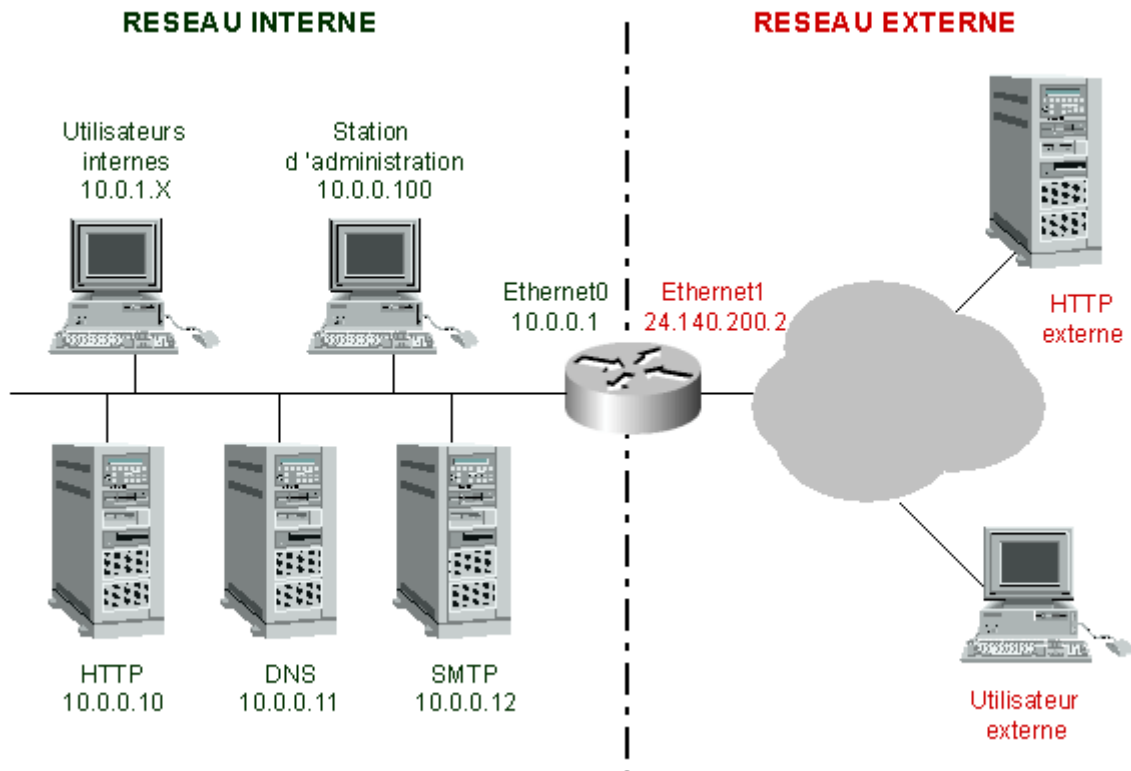 RESEAU INTERNE
RESEAU EXTERNE
Utilisateurs
internes
10.0.1.X
Station
d 'administration
10.0.0.100
Ethernet0
10.0.0.1
Ethernet1
24.140.200.2
HTTP
externe
HTTP
10.0.0.10
DNS
10.0.0.11
SMTP
10.0.0.12
Utilisateur
externe